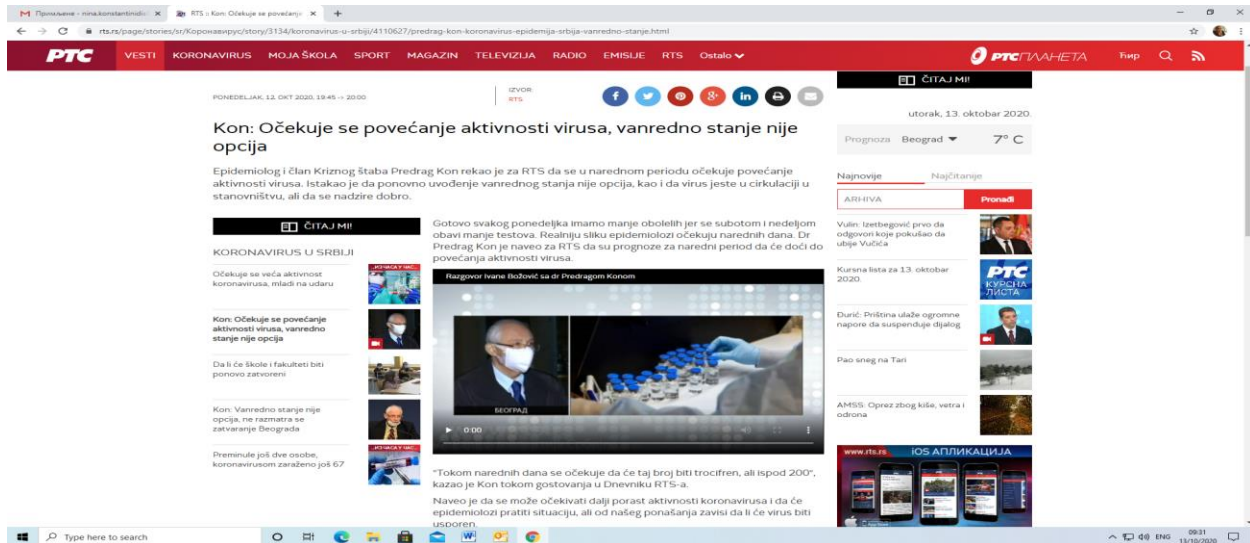 Примљене - nina.konstantinidis
RTS :: Kon: Očekuje se povećanje
rts.rs/page/stories/sr/Коронавирус/story/3134/koronavirus-u-srbiji/4110627/predrag-kon-koronavirus-epidemija-srbija-vanredno-stanje.html
РТС
VESTI KORONAVIRUS MOJA ŠKOLA SPORT MAGAZIN TELEVIZIJA RADIO EMISIJE RTS Ostalo
РТС ПЛАНЕТА
Ћир
PONEDELJAK, 12. OKT 2020, 19:45 -> 20:00
IZVOR:
RTS
Kon: Očekuje se povećanje aktivnosti virusa, vanredno stanje nije
opcija
Epidemiolog i član Kriznog štaba Predrag Kon rekao je za RTS da se u narednom periodu očekuje povećanje
aktivnosti virusa. Istakao je da ponovno uvođenje vanrednog stanja nije opcija, kao i da virus jeste u cirkulaciji u
stanovništvu, ali da se nadzire dobro.
ČITAJ MI!
KORONAVIRUS U SRBIJI
Očekuje se veća aktivnost
koronavirusa, mladi na udaru
Kon: Očekuje se povećanje
aktivnosti virusa, vanredno
stanje nije opcija
Da li će škole i fakulteti biti
ponovo zatvoreni
Kon: Vanredno stanje nije
opcija, ne razmatra se
zatvaranje Beograda
Preminule još dve osobe,
koronavirusom zaraženo još 67
Gotovo svakog ponedeljka imamo manje obolelih jer se subotom i nedeljom
obavi manje testova. Realniju sliku epidemiolozi očekuju narednih dana. Dr
Predrag Kon je naveo za RTS da su prognoze za naredni period da će doći do
povećanja aktivnosti virusa.
Razgovor Ivane Božović sa dr Predragom Konom
БЕОГРАД
0:00
"Tokom narednih dana se očekuje da će taj broj biti trocifren, ali ispod 200",
kazao je Kon tokom gostovanja u Dnevniku RTS-a.
Naveo je da se može očekivati dalji porast aktivnosti koronavirusa i da će
epidemiolozi pratiti situaciju, ali od našeg ponašanja zavisi da li će virus biti
usporen.
ČITAJ MI!
utorak, 13. oktobar 2020.
Prognoza Beograd 7° C
Najnovije Najčitanije
ARHIVA Pronađi
Vulin: Izetbegović prvo da
odgovori koje pokušao da
ubije Vučića
Kursna lista za 13. oktobar
2020.
РТС
КУРСНА
ЛИСТА
Đurić: Priština ulaže ogromne
napore da suspenduje dijalog
Pao sneg na Tari
AMSS: Oprez zbog kiše, vetra i
odrona
www.rts.rs iOS АПЛИКАЦИЈА
Type here to search
ENG
09:31
13/10/2020